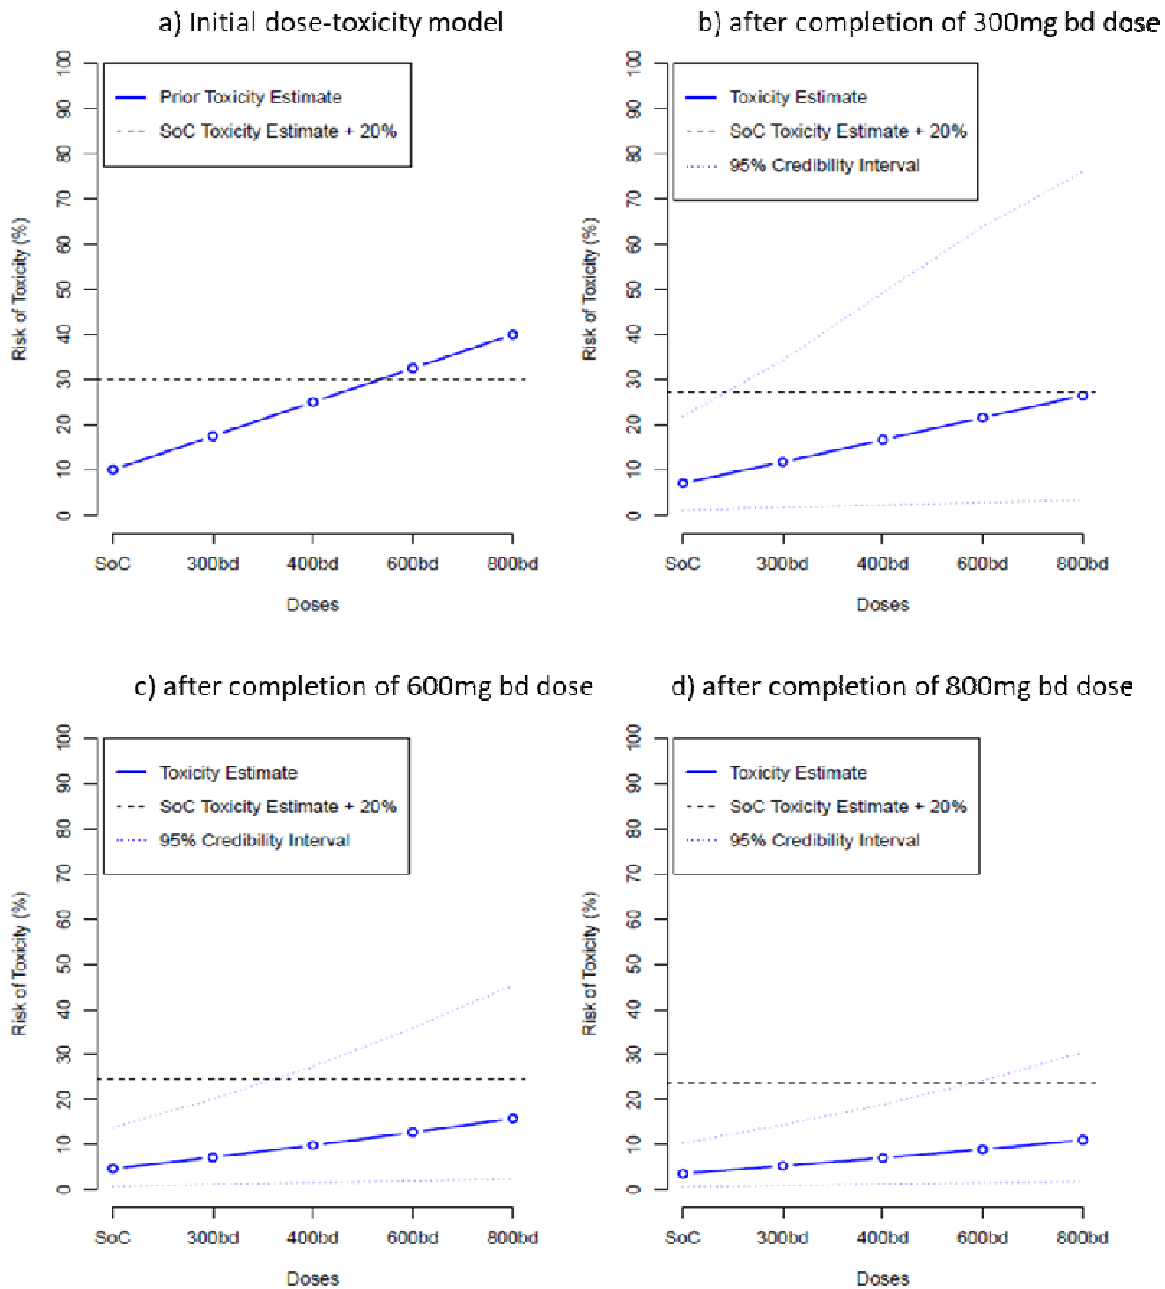 a) Initial dose-toxicity model
100
90
80
70
60
50
40
30
20
10
0
Risk of Toxicity (%)
Prior Toxicity Estimate
SoC Toxicity Estimate + 20%
SoC 300bd 400bd 600bd 800bd
Doses
b) after completion of 300mg bd dose
100
90
80
70
60
50
40
30
20
10
0
Risk of Toxicity (%)
Toxicity Estimate
SoC Toxicity Estimate + 20%
95% Credibility Interval
SoC 300bd 400bd 600bd 800bd
Doses
c) after completion of 600mg bd dose
100
90
80
70
60
50
40
30
20
10
0
Risk of Toxicity (%)
Toxicity Estimate
SoC Toxicity Estimate + 20%
95% Credibility Interval
SoC 300bd 400bd 600bd 800bd
Doses
d) after completion of 800mg bd dose
100
90
80
70
60
50
40
30
20
10
0
Risk of Toxicity (%)
Toxicity Estimate
SoC Toxicity Estimate + 20%
95% Credibility Interval
SoC 300bd 400bd 600bd 800bd
Doses